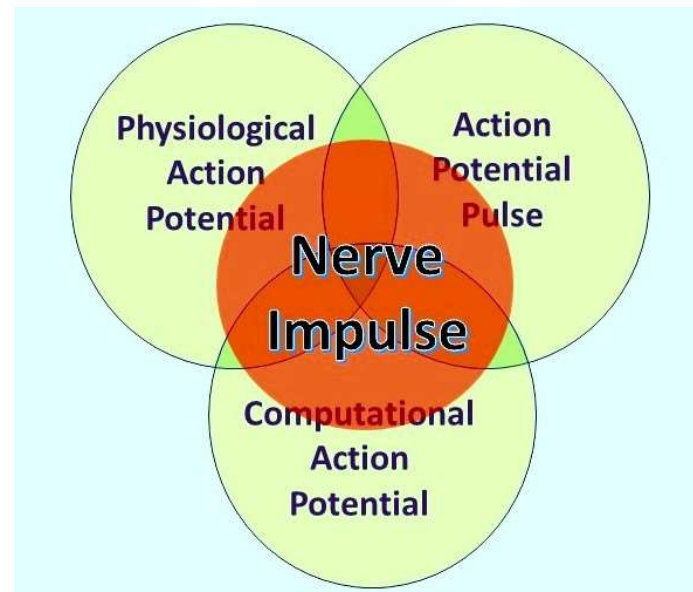 Physiological
Action
Potential
Action
Potential
Pulse
Nerve
Impulse
Computational
Action
Potential